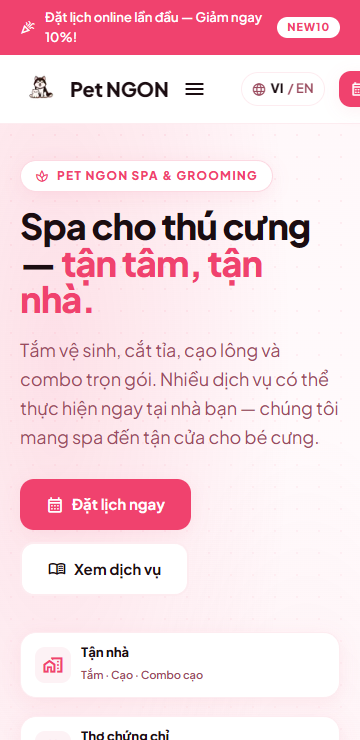 Đặt lịch online lần đầu — Giảm ngay
10%!
NEW10
Pet NGON
VI / EN
PET NGON SPA & GROOMING
Spa cho thú cưng
— tận tâm, tận
nhà.
Tắm vệ sinh, cắt tỉa, cạo lông và
combo trọn gói. Nhiều dịch vụ có thể
thực hiện ngay tại nhà bạn — chúng tôi
mang spa đến tận cửa cho bé cưng.
Đặt lịch ngay
Xem dịch vụ
Tận nhà
Tắm · Cạo · Combo cạo
Thợ chứng chỉ